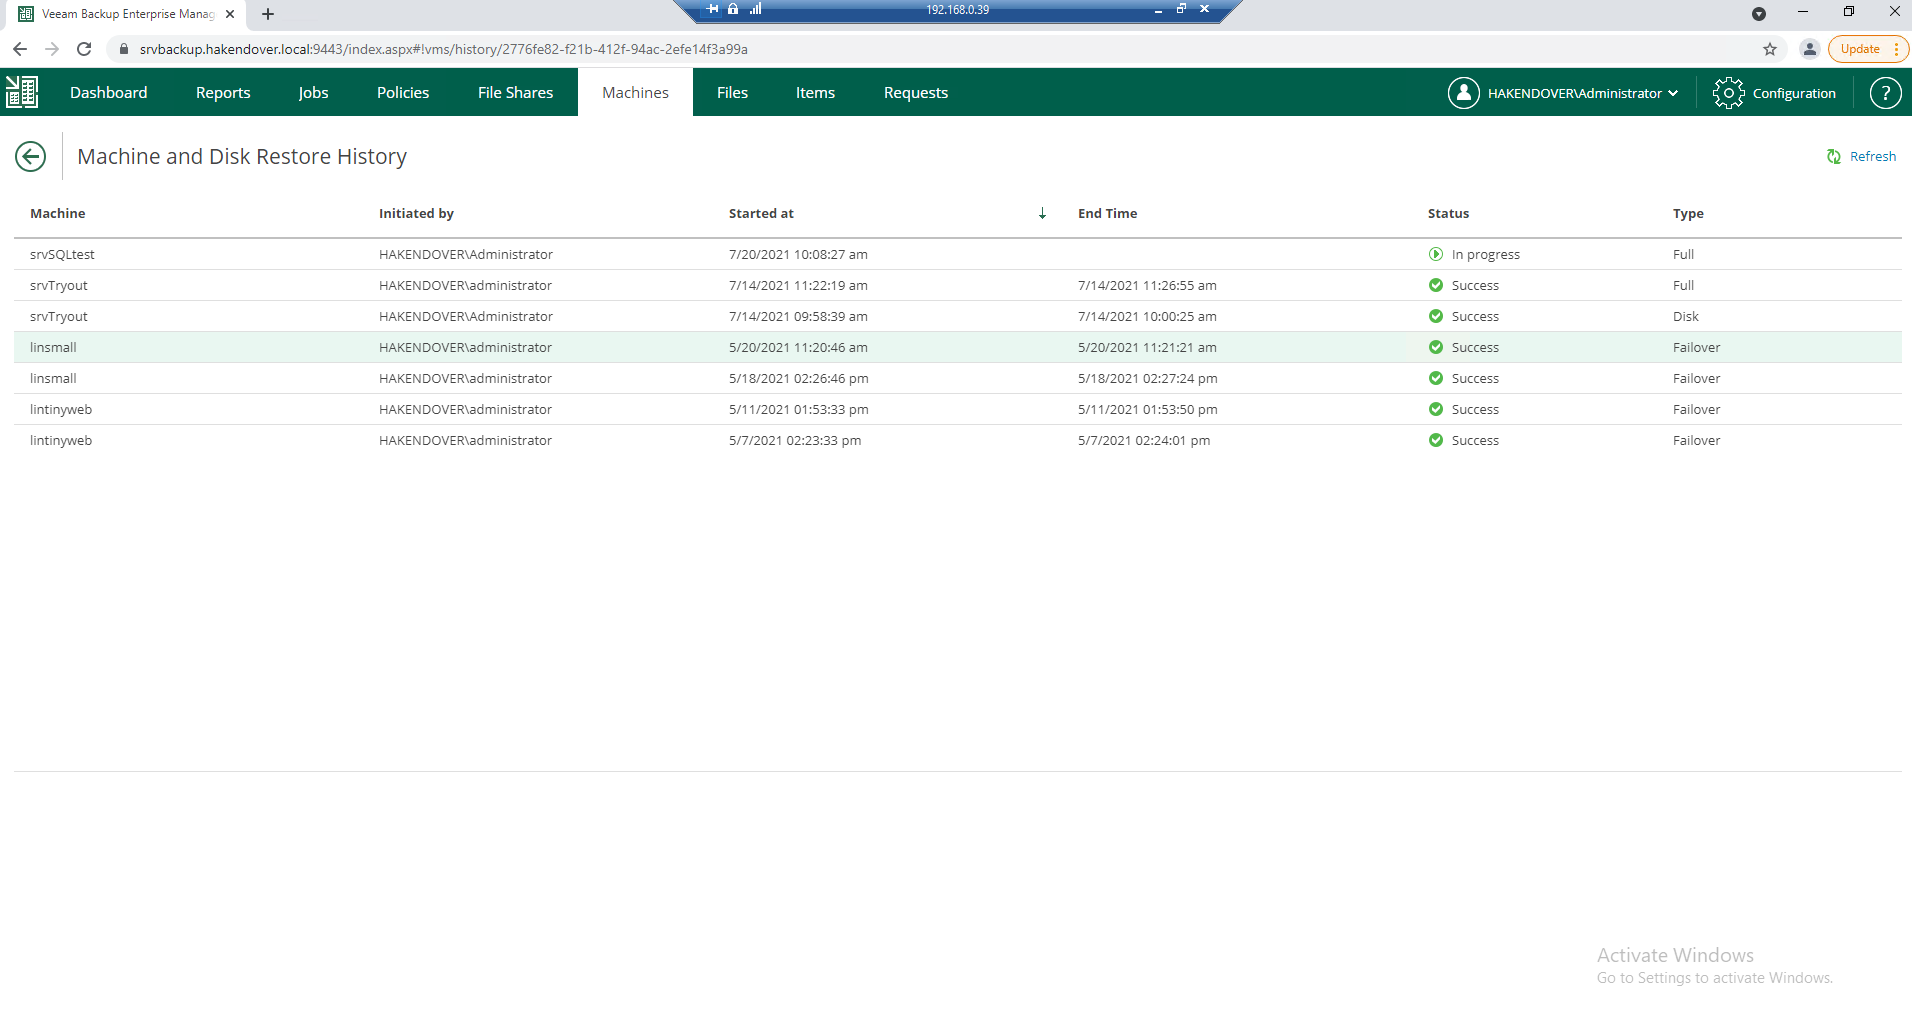 Veeam Backup Enterprise Manag
192.168.0.39
srvbackup.hakendover.local:9443/index.aspx#!vms/history/2776fe82-f21b-412f-94ac-2efe14f3a99a
Update
Dashboard Reports Jobs Policies File Shares Machines Files Items Requests HAKENDOVER\Administrator Configuration ?
Machine and Disk Restore History
Refresh
Machine Initiated by Started at End Time Status Type
srvSQLtest HAKENDOVER\Administrator 7/20/2021 10:08:27 am In progress Full
srvTryout HAKENDOVER\administrator 7/14/2021 11:22:19 am 7/14/2021 11:26:55 am Success Full
srvTryout HAKENDOVER\Administrator 7/14/2021 09:58:39 am 7/14/2021 10:00:25 am Success Disk
linsmall HAKENDOVER\administrator 5/20/2021 11:20:46 am 5/20/2021 11:21:21 am Success Failover
linsmall HAKENDOVER\administrator 5/18/2021 02:26:46 pm 5/18/2021 02:27:24 pm Success Failover
lintinyweb HAKENDOVER\administrator 5/11/2021 01:53:33 pm 5/11/2021 01:53:50 pm Success Failover
lintinyweb HAKENDOVER\administrator 5/7/2021 02:23:33 pm 5/7/2021 02:24:01 pm Success Failover
Activate Windows
Go to Settings to activate Windows.